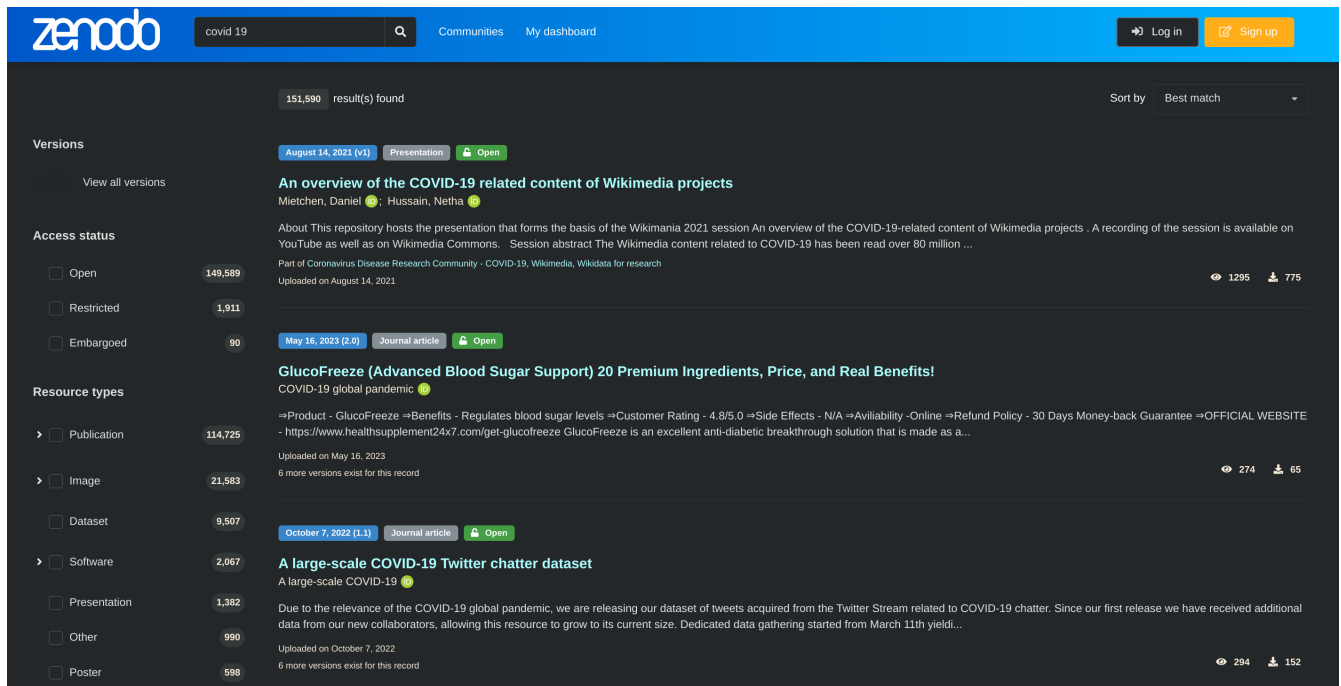 zenodo
covid 19
Communities
My dashboard
Log in
Sign up
151,590 result(s) found
Sort by
Best match
Versions
View all versions
Access status
Open 149,589
Restricted 1,911
Embargoed 90
Resource types
Publication 114,725
Image 21,583
Dataset 9,507
Software 2,067
Presentation 1,382
Other 990
Poster 598
August 14, 2021 (v1) Presentation Open
An overview of the COVID-19 related content of Wikimedia projects
Mietchen, Daniel iD; Hussain, Netha iD
About This repository hosts the presentation that forms the basis of the Wikimania 2021 session An overview of the COVID-19-related content of Wikimedia projects . A recording of the session is available on
YouTube as well as on Wikimedia Commons. Session abstract The Wikimedia content related to COVID-19 has been read over 80 million ...
Part of Coronavirus Disease Research Community - COVID-19, Wikimedia, Wikidata for research
Uploaded on August 14, 2021
1295 775
May 16, 2023 (2.0) Journal article Open
GlucoFreeze (Advanced Blood Sugar Support) 20 Premium Ingredients, Price, and Real Benefits!
COVID-19 global pandemic iD
⇒Product - GlucoFreeze ⇒Benefits - Regulates blood sugar levels ⇒Customer Rating - 4.8/5.0 ⇒Side Effects - N/A ⇒Aviliability -Online ⇒Refund Policy - 30 Days Money-back Guarantee ⇒OFFICIAL WEBSITE
- https://www.healthsupplement24x7.com/get-glucofreeze GlucoFreeze is an excellent anti-diabetic breakthrough solution that is made as a...
Uploaded on May 16, 2023
6 more versions exist for this record
274 65
October 7, 2022 (1.1) Journal article Open
A large-scale COVID-19 Twitter chatter dataset
A large-scale COVID-19 iD
Due to the relevance of the COVID-19 global pandemic, we are releasing our dataset of tweets acquired from the Twitter Stream related to COVID-19 chatter. Since our first release we have received additional
data from our new collaborators, allowing this resource to grow to its current size. Dedicated data gathering started from March 11th yieldi...
Uploaded on October 7, 2022
6 more versions exist for this record
294 152